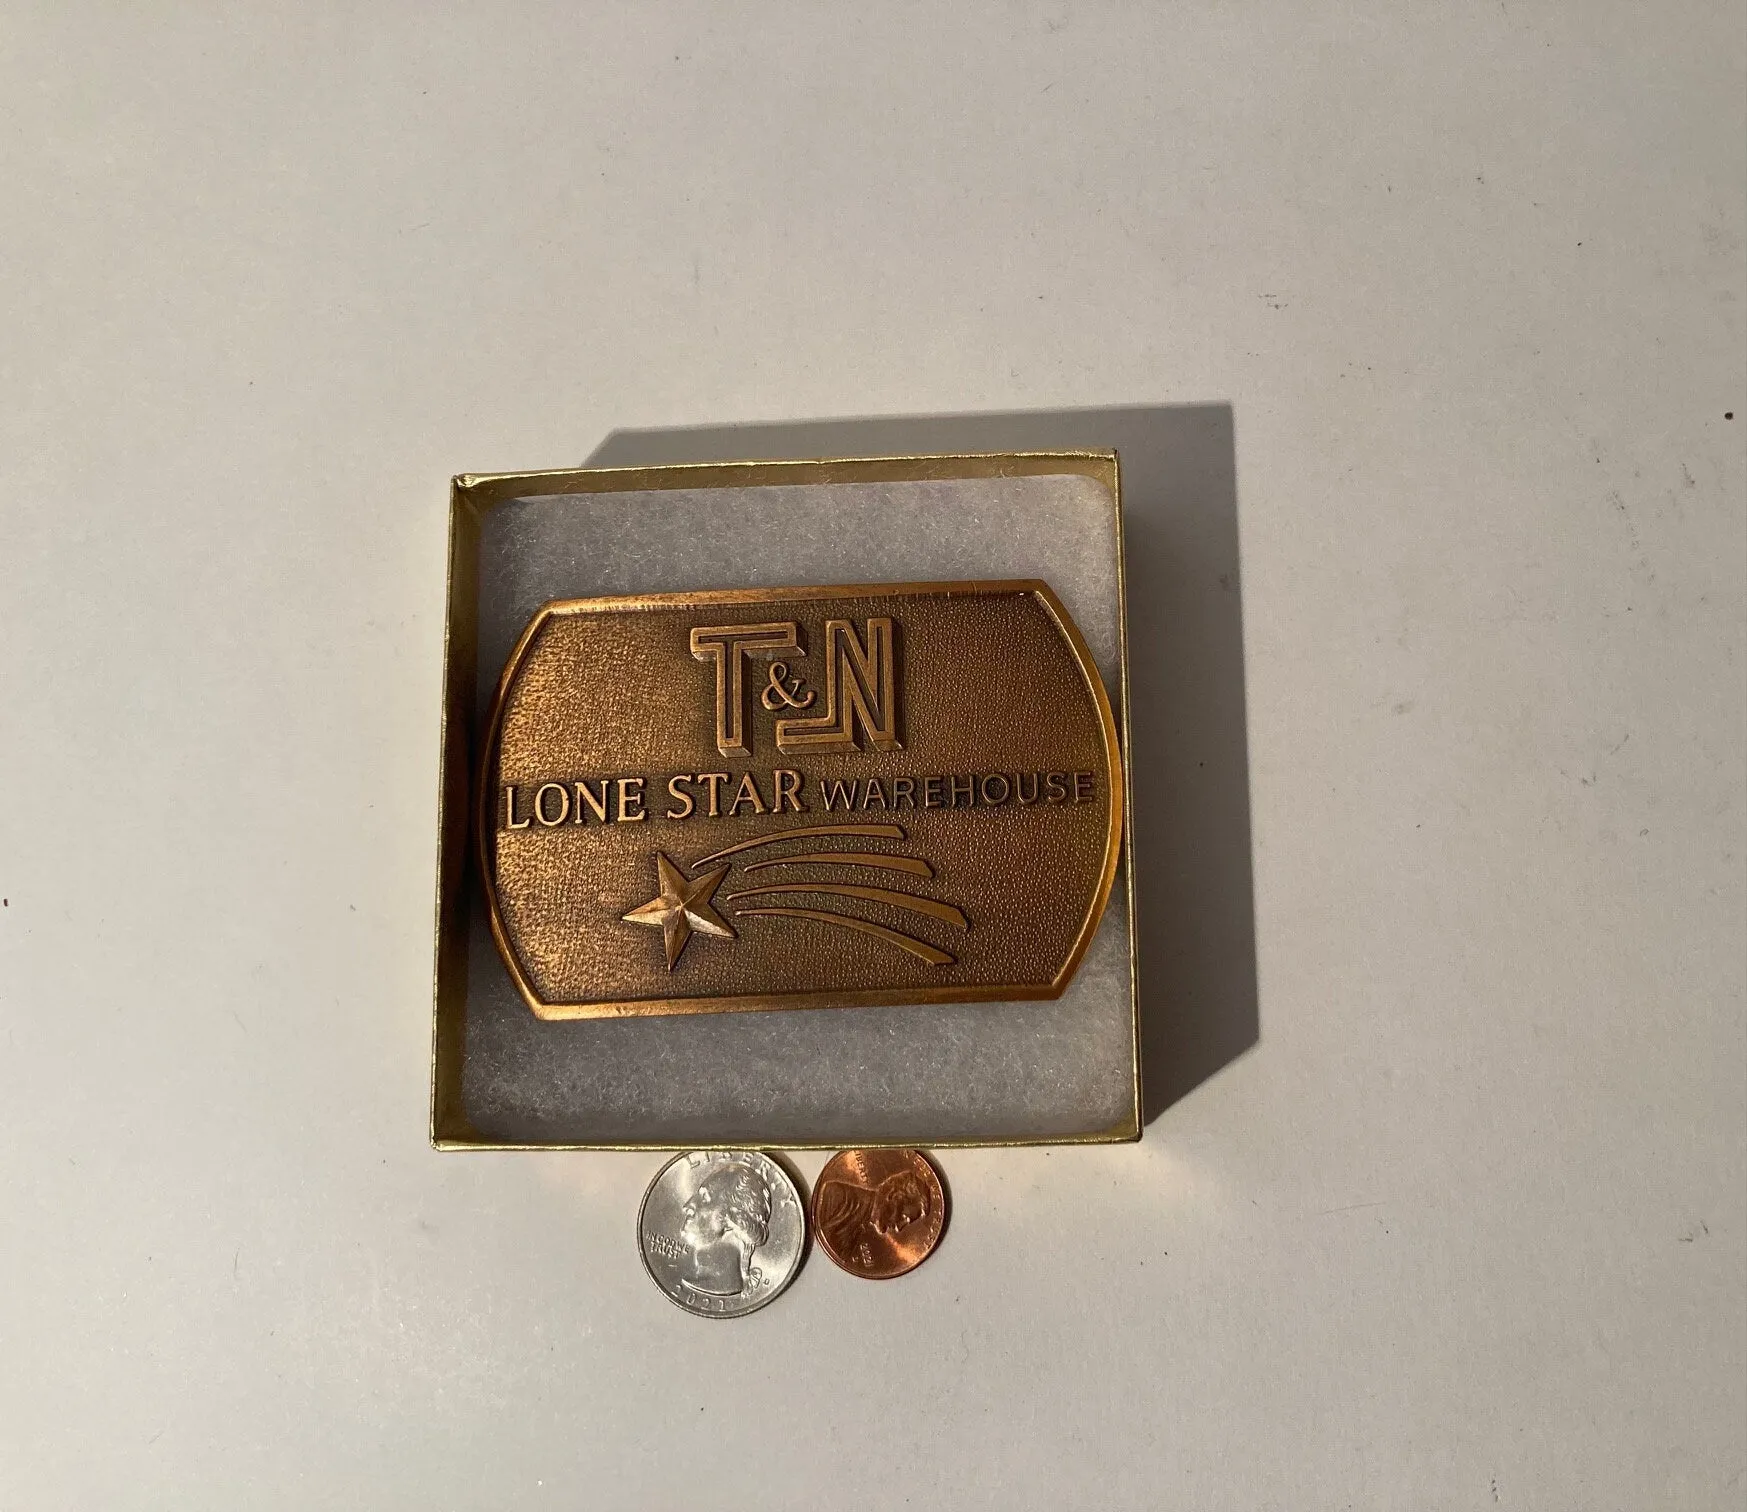 T&N
LONE STAR WAREHOUSE
LIBERTY
IN GOD WE
TRUST
2021